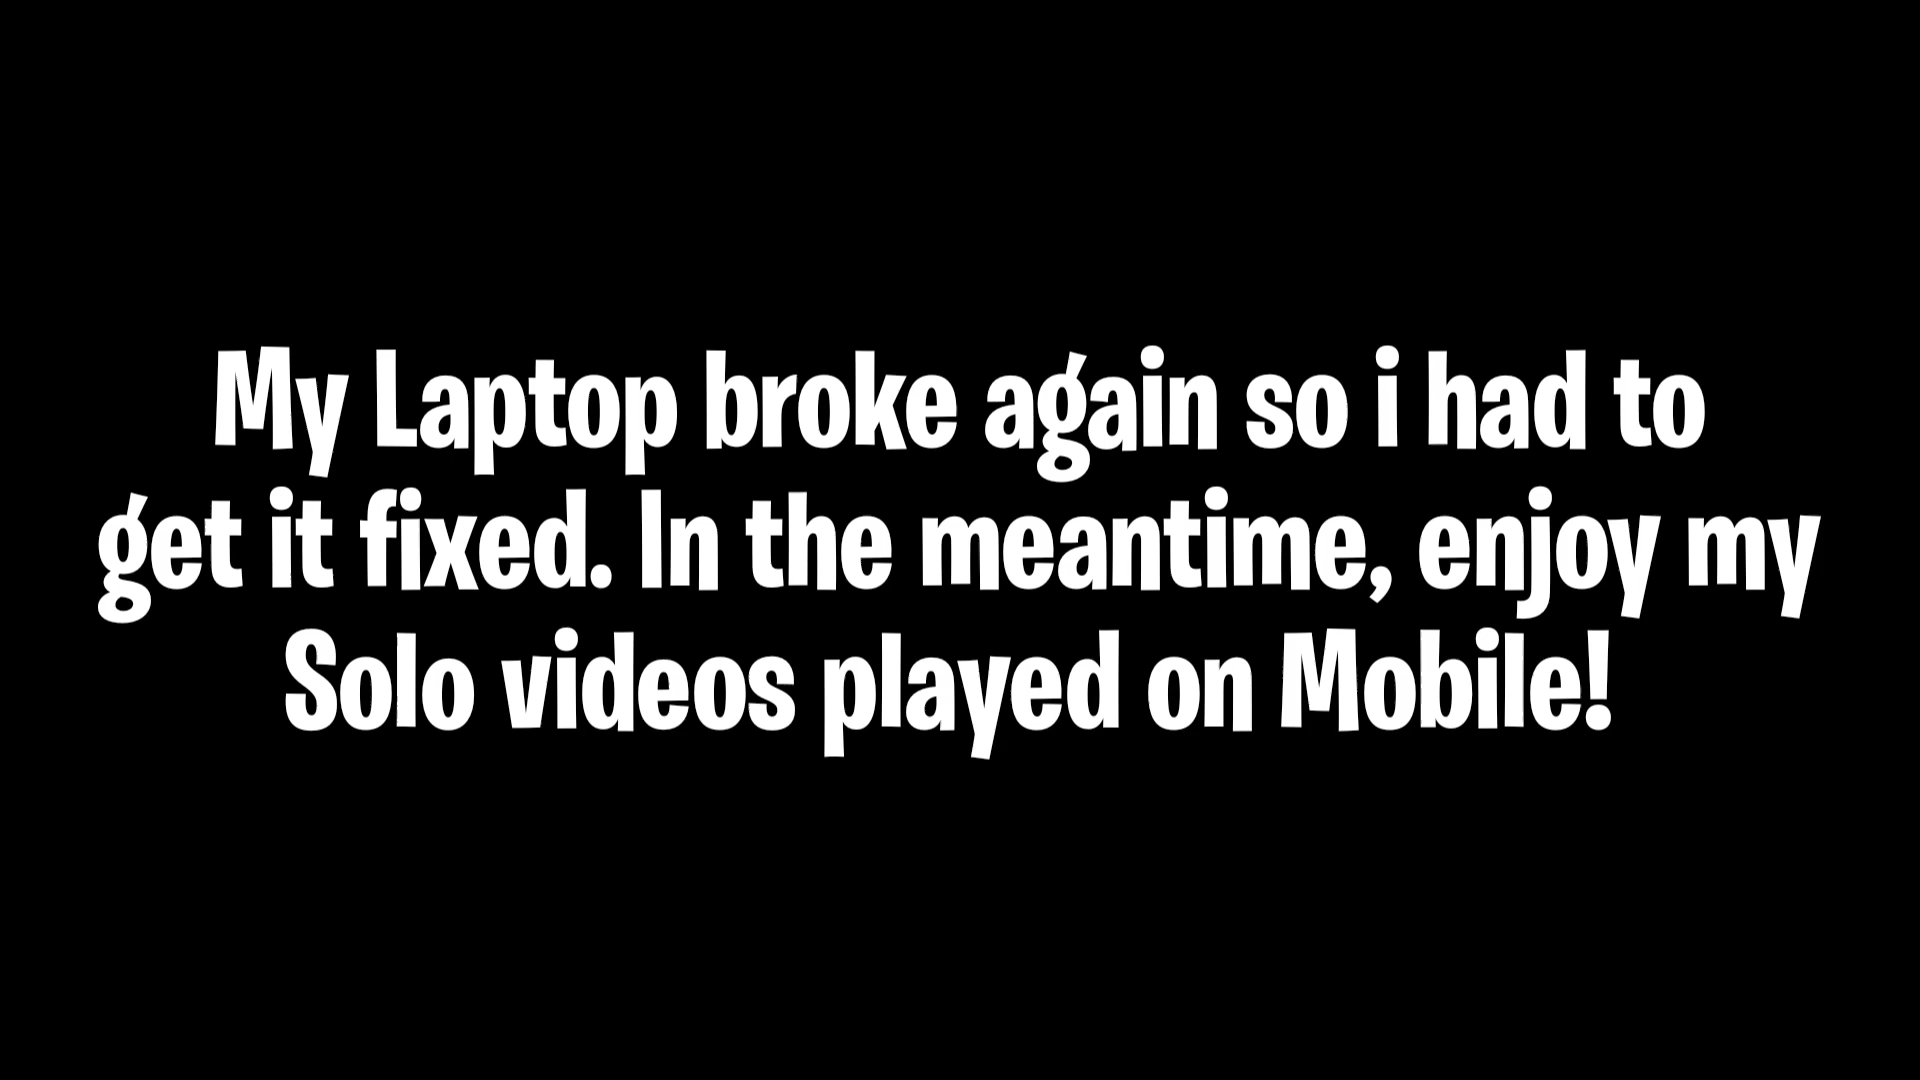 My Laptop broke again so i had to
get it fixed. In the meantime, enjoy my
Solo videos played on Mobile!